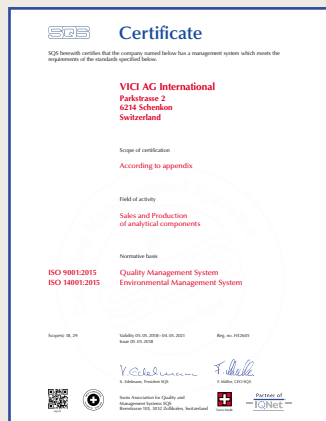 SQS
Certificate
SQS herewith certifies that the company named below has a management system which meets the
requirements of the standards specified below.
VICI AG International
Parkstrasse 2
6214 Schenkon
Switzerland
Scope of certification
According to appendix
Field of activity
Sales and Production
of analytical components
Normative basis
ISO 9001:2015 Quality Management System
ISO 14001:2015 Environmental Management System
Validity 05. 05. 2018–04. 05. 2021
Issue 05. 05. 2018
Reg. no. H12605
X. Edelmann, President SQS
F. Müller, CEO SQS
Swiss Association for Quality and
Management Systems SQS
Bernstrasse 103, 3052 Zollikofen, Switzerland
Swiss Made
Partner of
IQNet